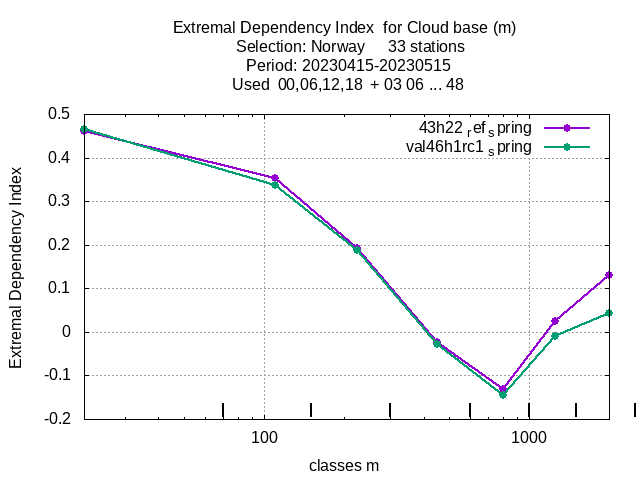 Extremal Dependency Index  for Cloud base (m)
Selection: Norway     33 stations
Period: 20230415-20230515
Used  00,06,12,18  + 03 06 ... 48
Extremal Dependency Index
0.5
0.4
0.3
0.2
0.1
0
-0.1
-0.2
43h22 ref spring
val46h1rc1 spring
100
1000
classes m